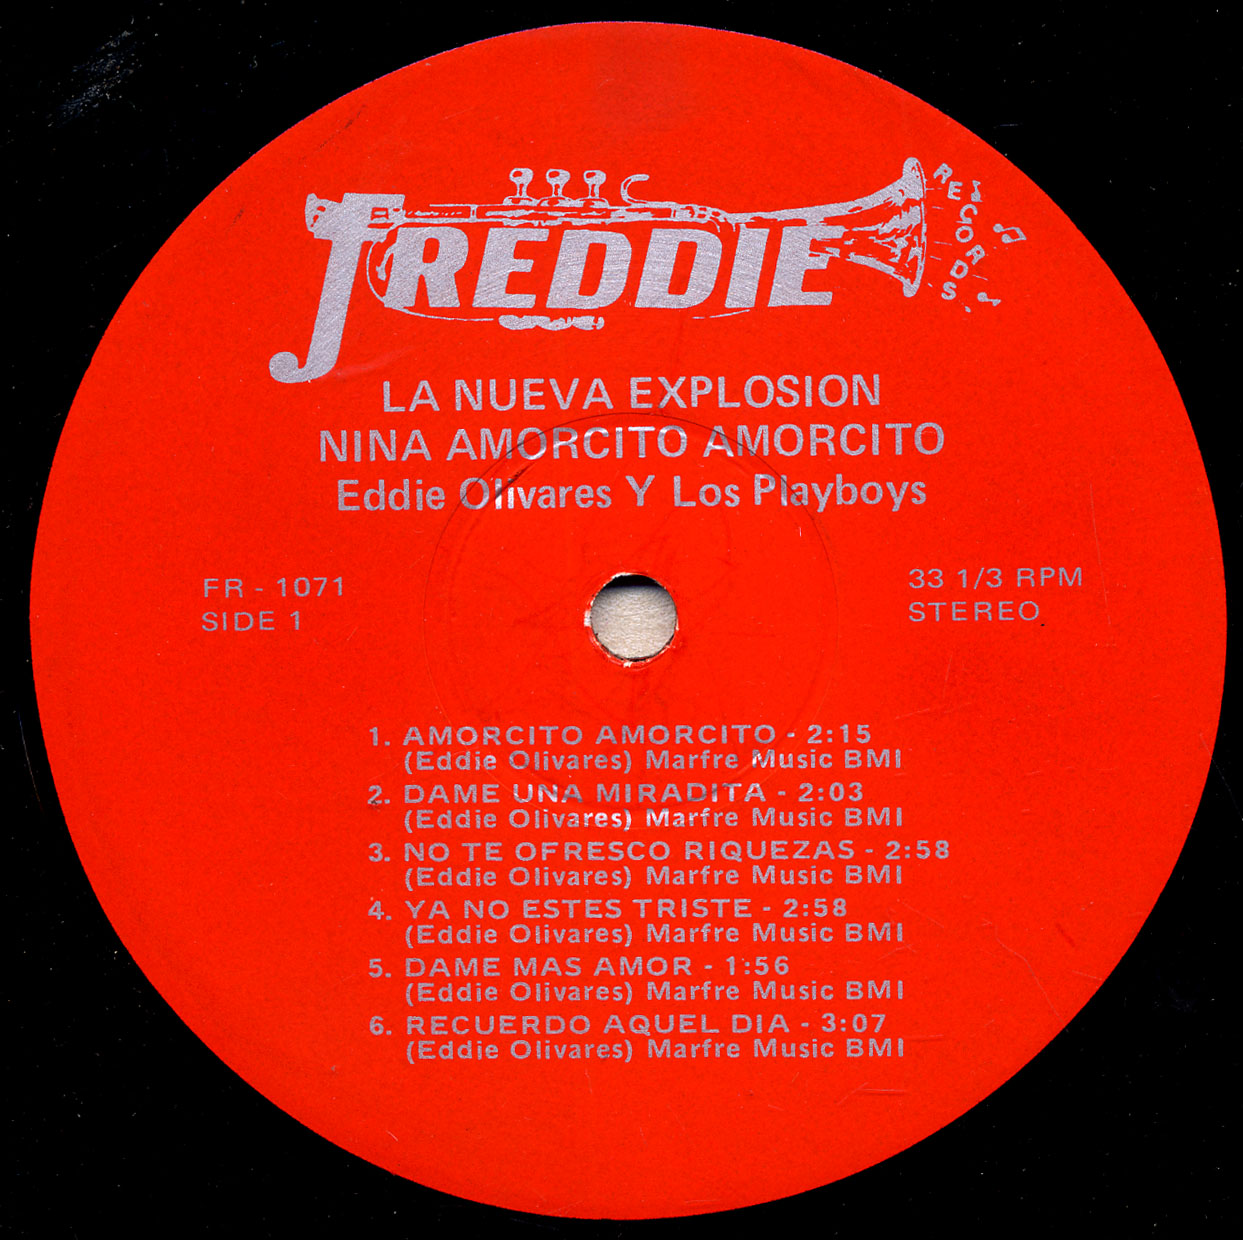 FREDDIE
RECORDS
LA NUEVA EXPLOSION
NINA AMORCITO AMORCITO
Eddie Olivares Y Los Playboys
FR - 1071
SIDE 1
33 1/3 RPM
STEREO
1. AMORCITO AMORCITO - 2:15
(Eddie Olivares) Marfre Music BMI
2. DAME UNA MIRADITA - 2:03
(Eddie Olivares) Marfre Music BMI
3. NO TE OFRESCO RIQUEZAS - 2:58
(Eddie Olivares) Marfre Music BMI
4. YA NO ESTES TRISTE - 2:58
(Eddie Olivares) Marfre Music BMI
5. DAME MAS AMOR - 1:56
(Eddie Olivares) Marfre Music BMI
6. RECUERDO AQUEL DIA - 3:07
(Eddie Olivares) Marfre Music BMI